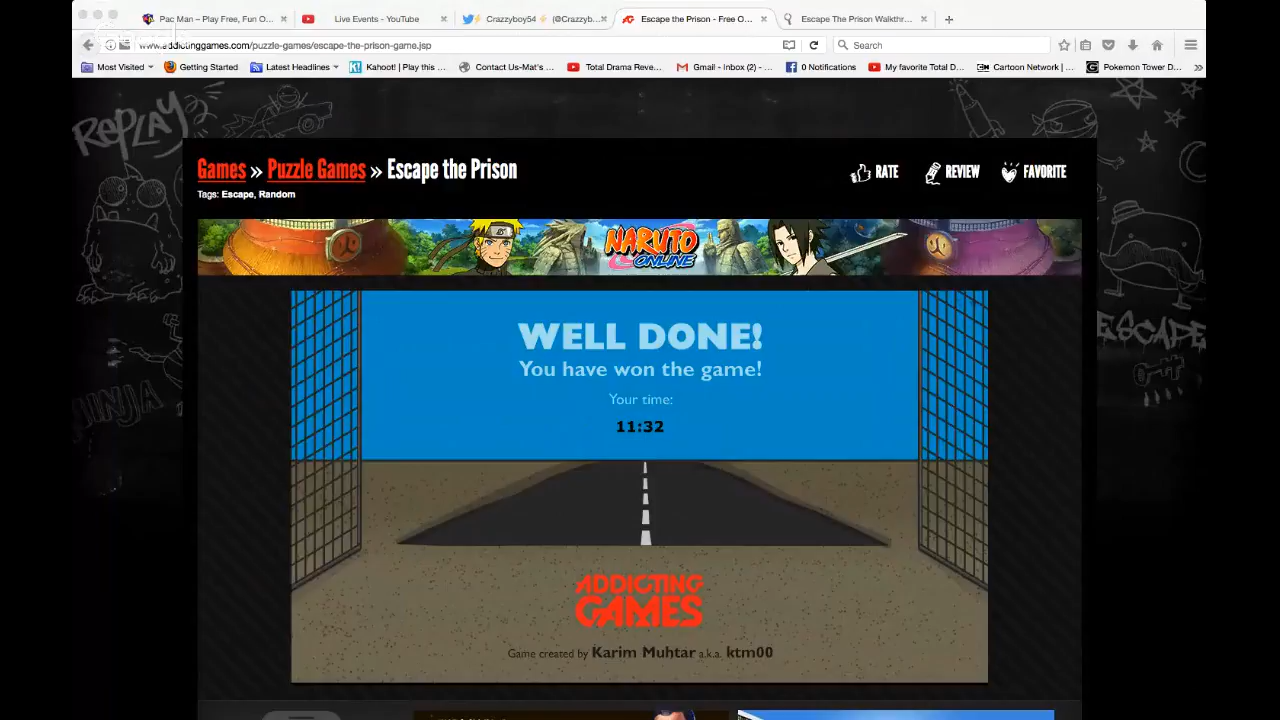 Pac Man – Play Free, Fun O...
Live Events - YouTube
Crazzyboy54 ⚡ (@Crazzyb...
Escape the Prison - Free O...
Escape The Prison Walkthr...
www.addictinggames.com/puzzle-games/escape-the-prison-game.jsp
Search
Most Visited
Getting Started
Latest Headlines
Kahoot! | Play this ...
Contact Us-Mat's ...
Total Drama Reve...
Gmail - Inbox (2) - ...
0 Notifications
My favorite Total D...
Cartoon Network | ...
Pokemon Tower D...
REPLAY
Games » Puzzle Games » Escape the Prison
RATE
REVIEW
FAVORITE
Tags: Escape, Random
NARUTO
ONLINE
WELL DONE!
You have won the game!
ESCAPE
Your time:
NINJA
11:32
ADDICTING
GAMES
Game created by Karim Muhtar a.k.a. ktm00